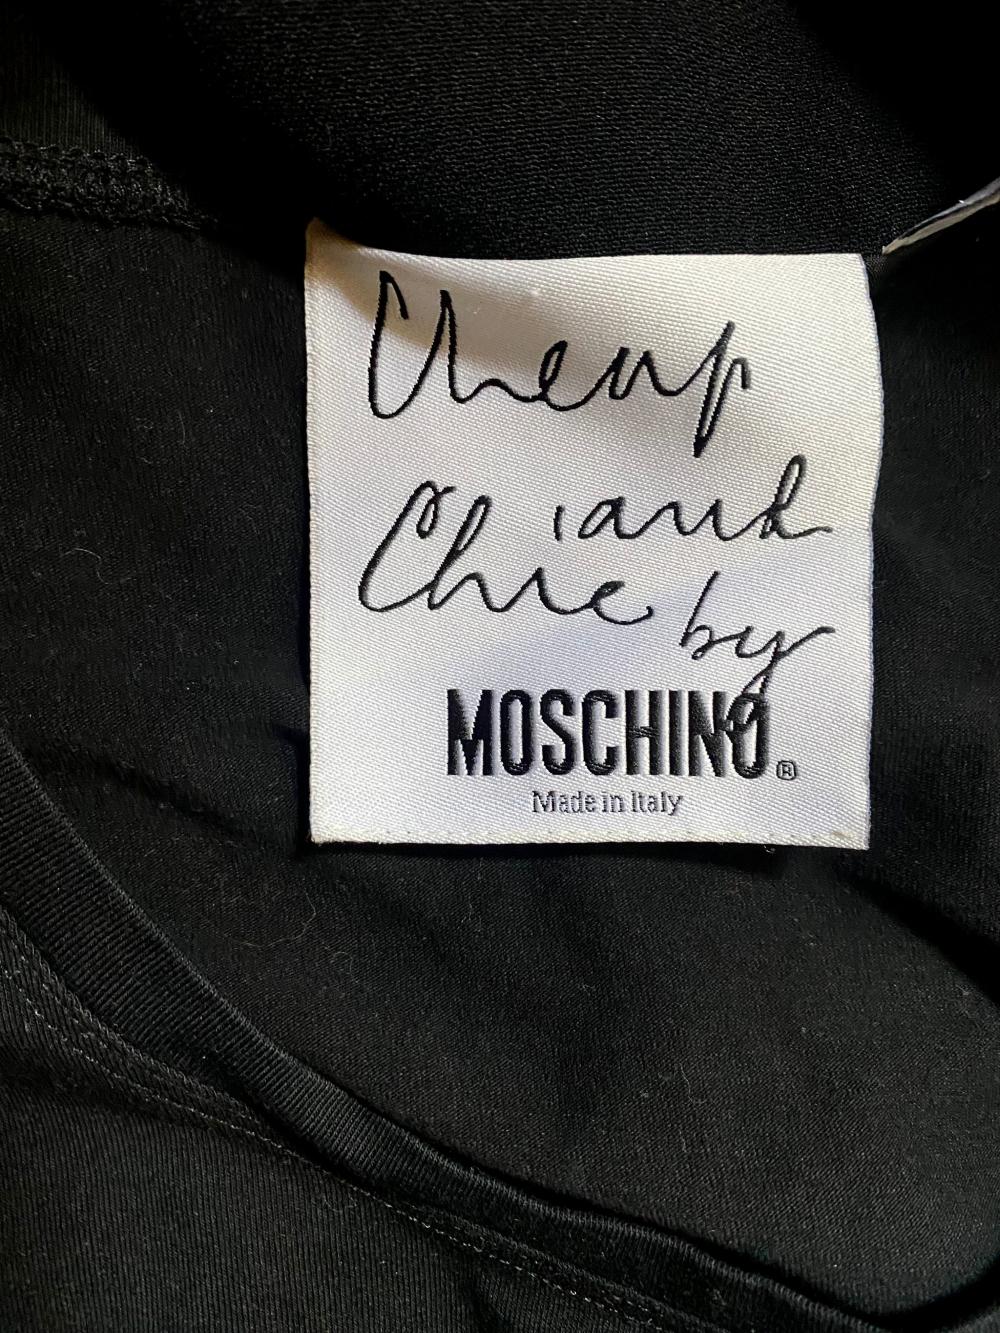 Cheap
and
Chic by
MOSCHINO®
Made in Italy